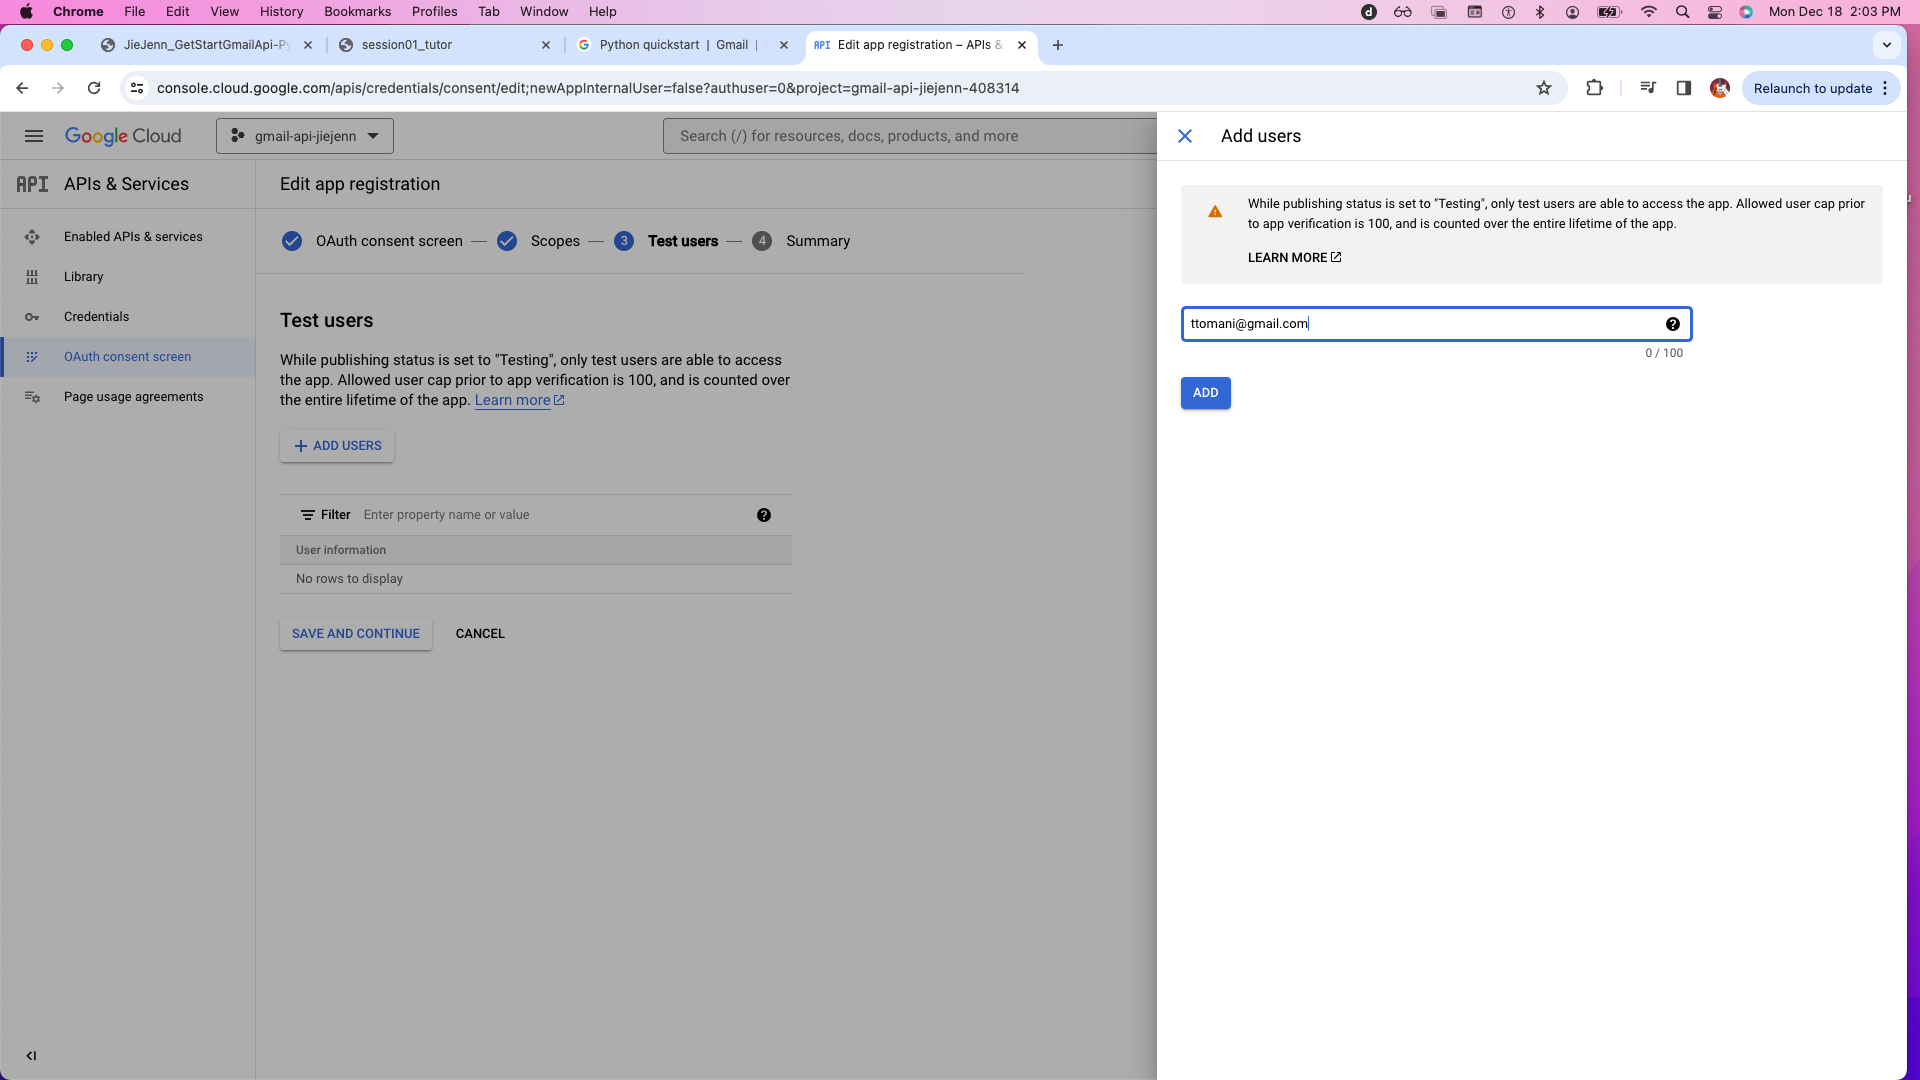 Chrome File Edit View History Bookmarks Profiles Tab Window Help Mon Dec 18 2:03 PM
JieJenn_GetStartGmailApi-P session01_tutor Python quickstart | Gmail | Edit app registration – APIs &
console.cloud.google.com/apis/credentials/consent/edit;newAppInternalUser=false?authuser=0&project=gmail-api-jiejenn-408314 Relaunch to update
Google Cloud gmail-api-jiejenn Search (/) for resources, docs, products, and more
API APIs & Services
Enabled APIs & services
Library
Credentials
OAuth consent screen
Page usage agreements
Edit app registration
OAuth consent screen — Scopes — 3 Test users — 4 Summary
Test users
While publishing status is set to "Testing", only test users are able to access
the app. Allowed user cap prior to app verification is 100, and is counted over
the entire lifetime of the app. Learn more
+ ADD USERS
Filter Enter property name or value
User information
No rows to display
SAVE AND CONTINUE CANCEL
Add users
While publishing status is set to "Testing", only test users are able to access the app. Allowed user cap prior
to app verification is 100, and is counted over the entire lifetime of the app.
LEARN MORE
ttomani@gmail.com
0 / 100
ADD